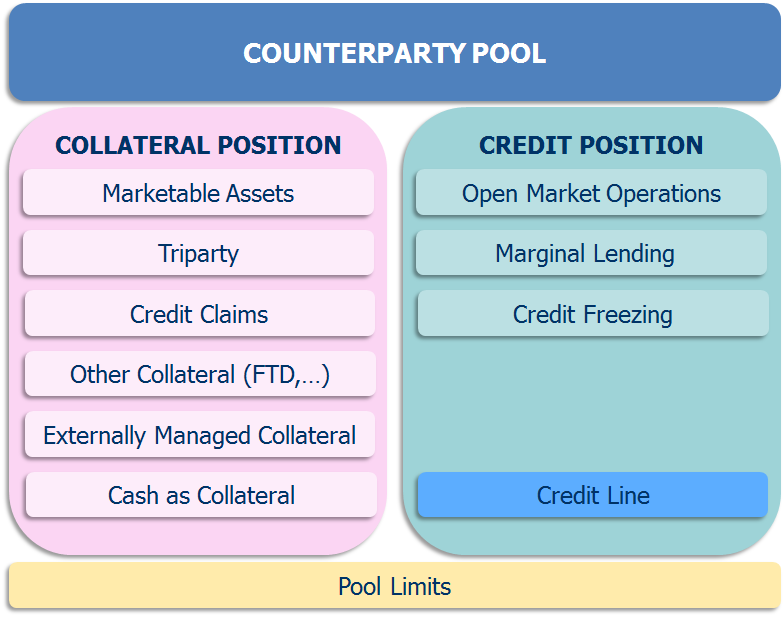 COUNTERPARTY POOL
COLLATERAL POSITION
Marketable Assets
Triparty
Credit Claims
Other Collateral (FTD,...)
Externally Managed Collateral
Cash as Collateral
CREDIT POSITION
Open Market Operations
Marginal Lending
Credit Freezing
Credit Line
Pool Limits